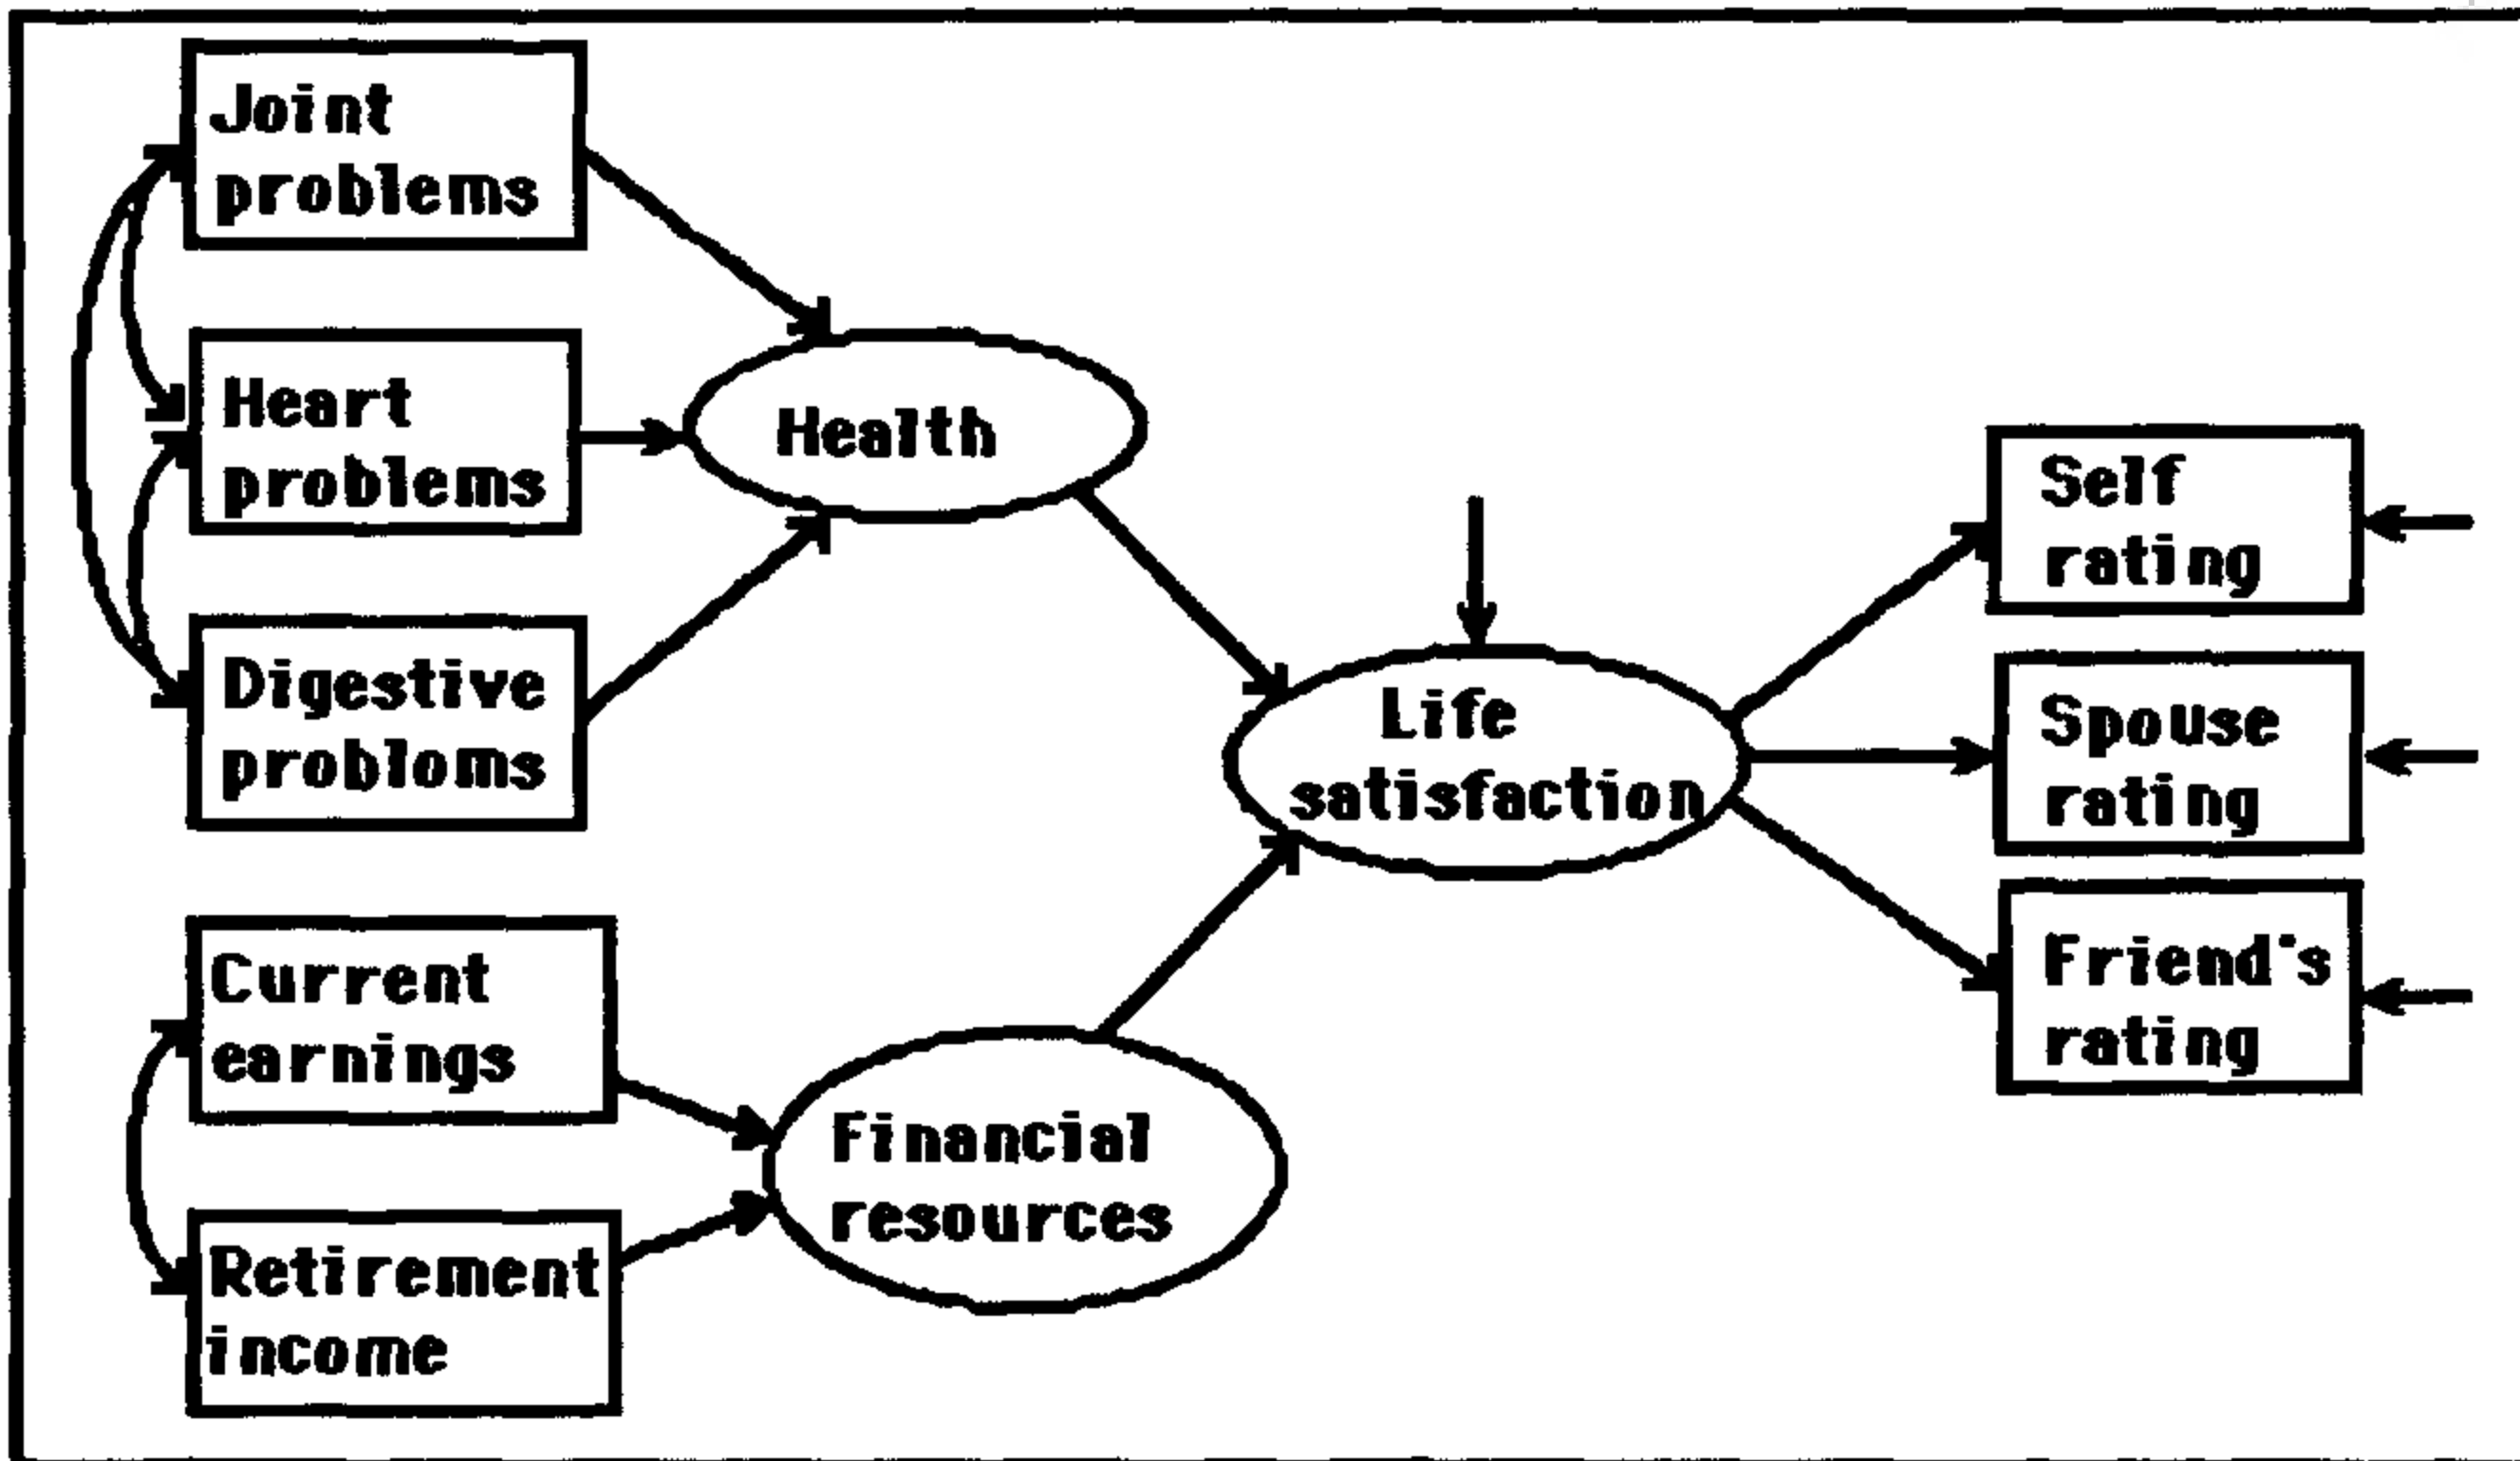 Joint
problems
Heart
problems
Digestive
probloms
Health
Current
earnings
Retirement
income
Financial
resources
Life
satisfaction
Self
rating
Spouse
rating
Friend's
rating